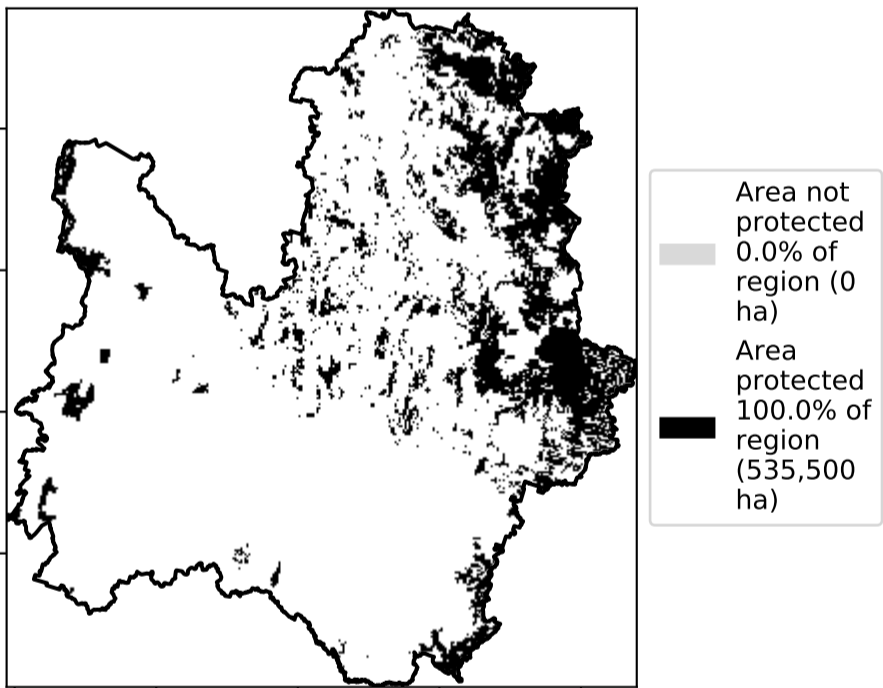 Area not
protected
0.0% of
region (0
ha)
Area
protected
100.0% of
region
(535,500
ha)